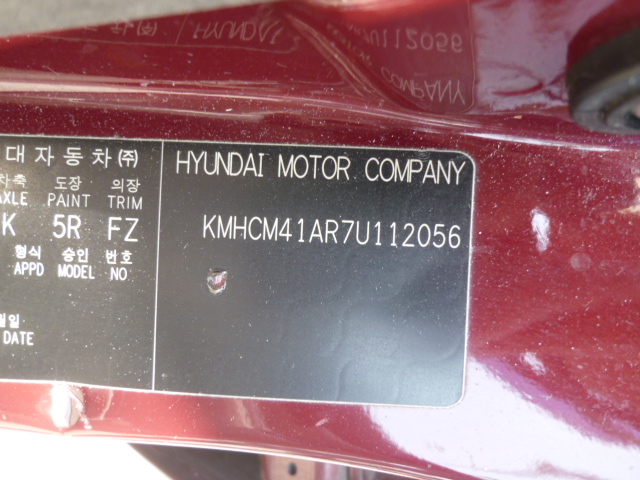 대자동차㈜
HYUNDAI MOTOR COMPANY
차축 도장 의장
AXLE PAINT TRIM
K 5R FZ
KMHCM41AR7U112056
형식 승인 번호
APPD MODEL NO
월일
DATE